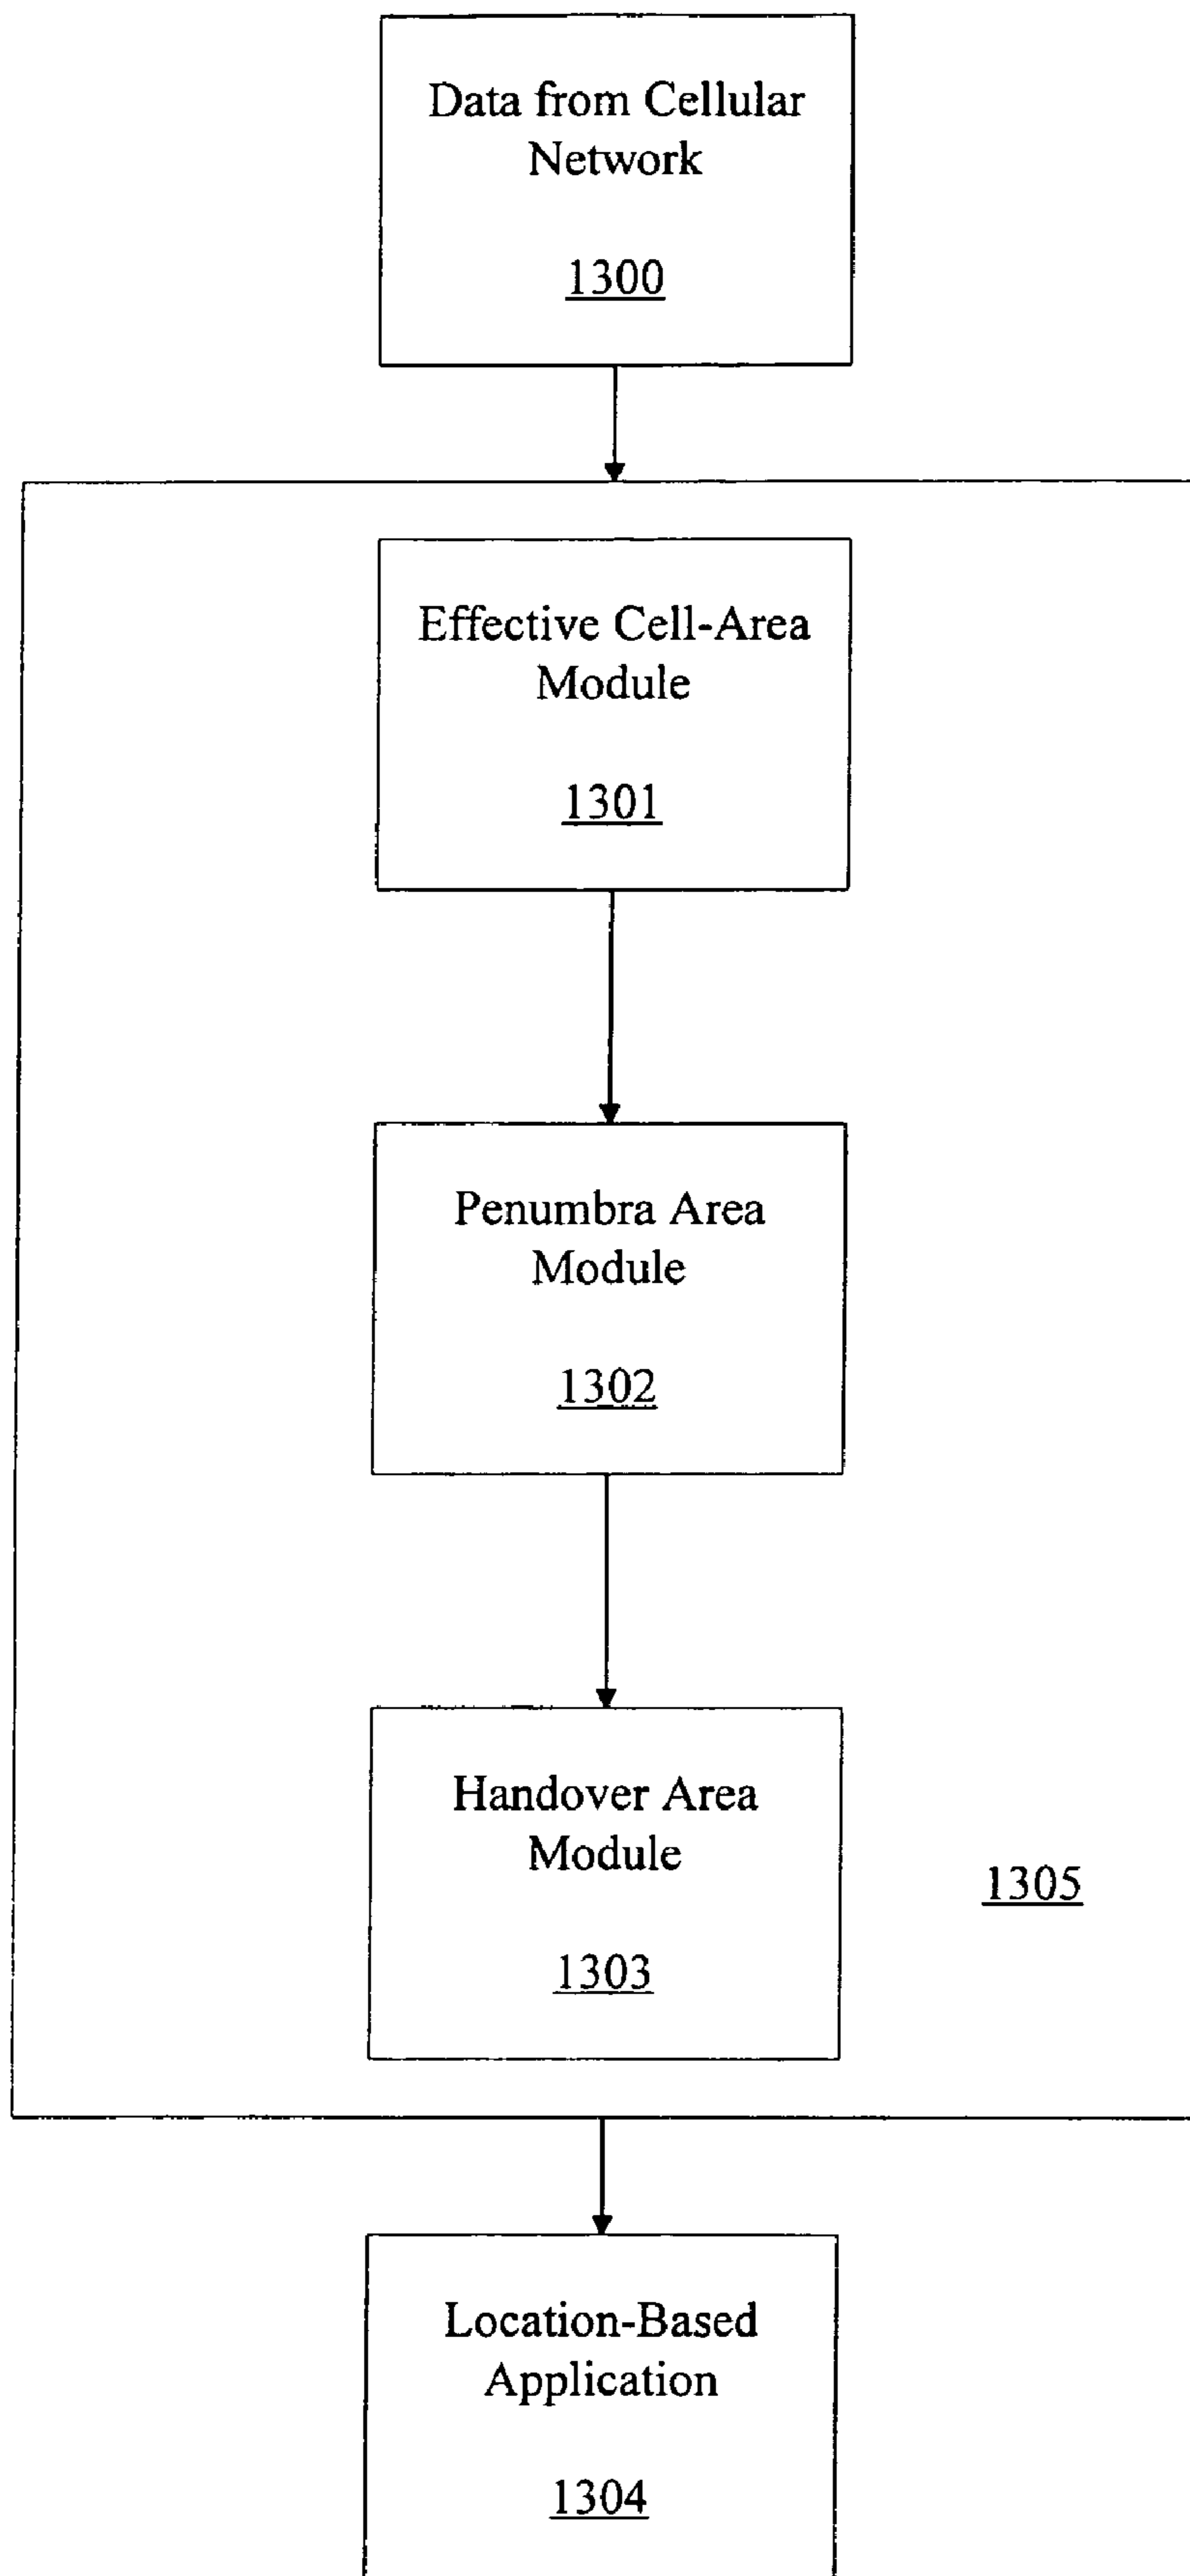 Data from Cellular
Network
1300
Effective Cell-Area
Module
1301
Penumbra Area
Module
1302
Handover Area
Module
1303
1305
Location-Based
Application
1304